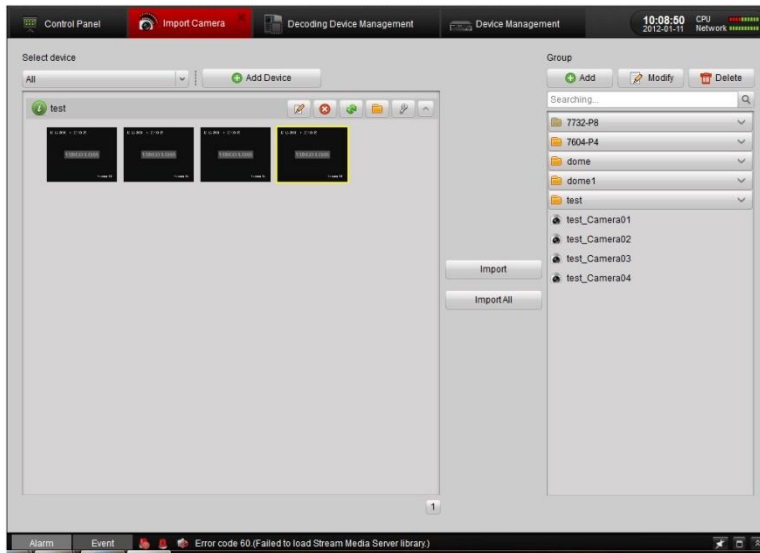 Control Panel
Import Camera
Decoding Device Management
Device Management
10:08:50
2012-01-11
CPU
Network
Select device
All
Add Device
test
Import
Import All
1
Group
Add
Modify
Delete
Searching...
7732-P8
7604-P4
dome
dome1
test
test_Camera01
test_Camera02
test_Camera03
test_Camera04
Alarm
Event
Error code 60.(Failed to load Stream Media Server library.)